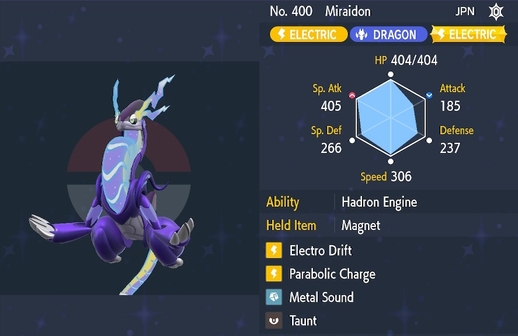 No. 400 Miraidon JPN
ELECTRIC DRAGON ELECTRIC
HP 404/404
Sp. Atk Attack
405 185
Sp. Def Defense
266 237
Speed 306
Ability Hadron Engine
Held Item Magnet
Electro Drift
Parabolic Charge
Metal Sound
Taunt